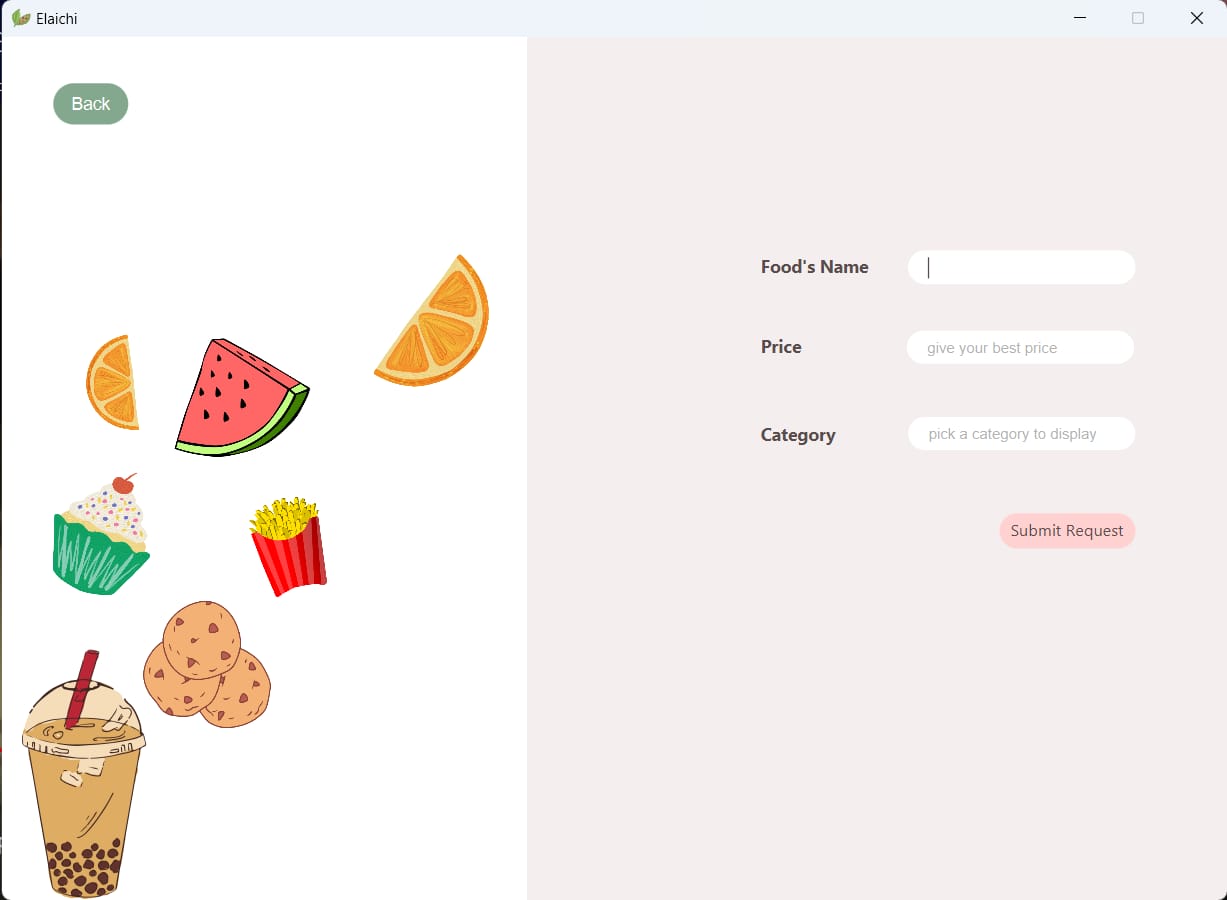 Elaichi
Back
Food's Name
Price
give your best price
Category
pick a category to display
Submit Request